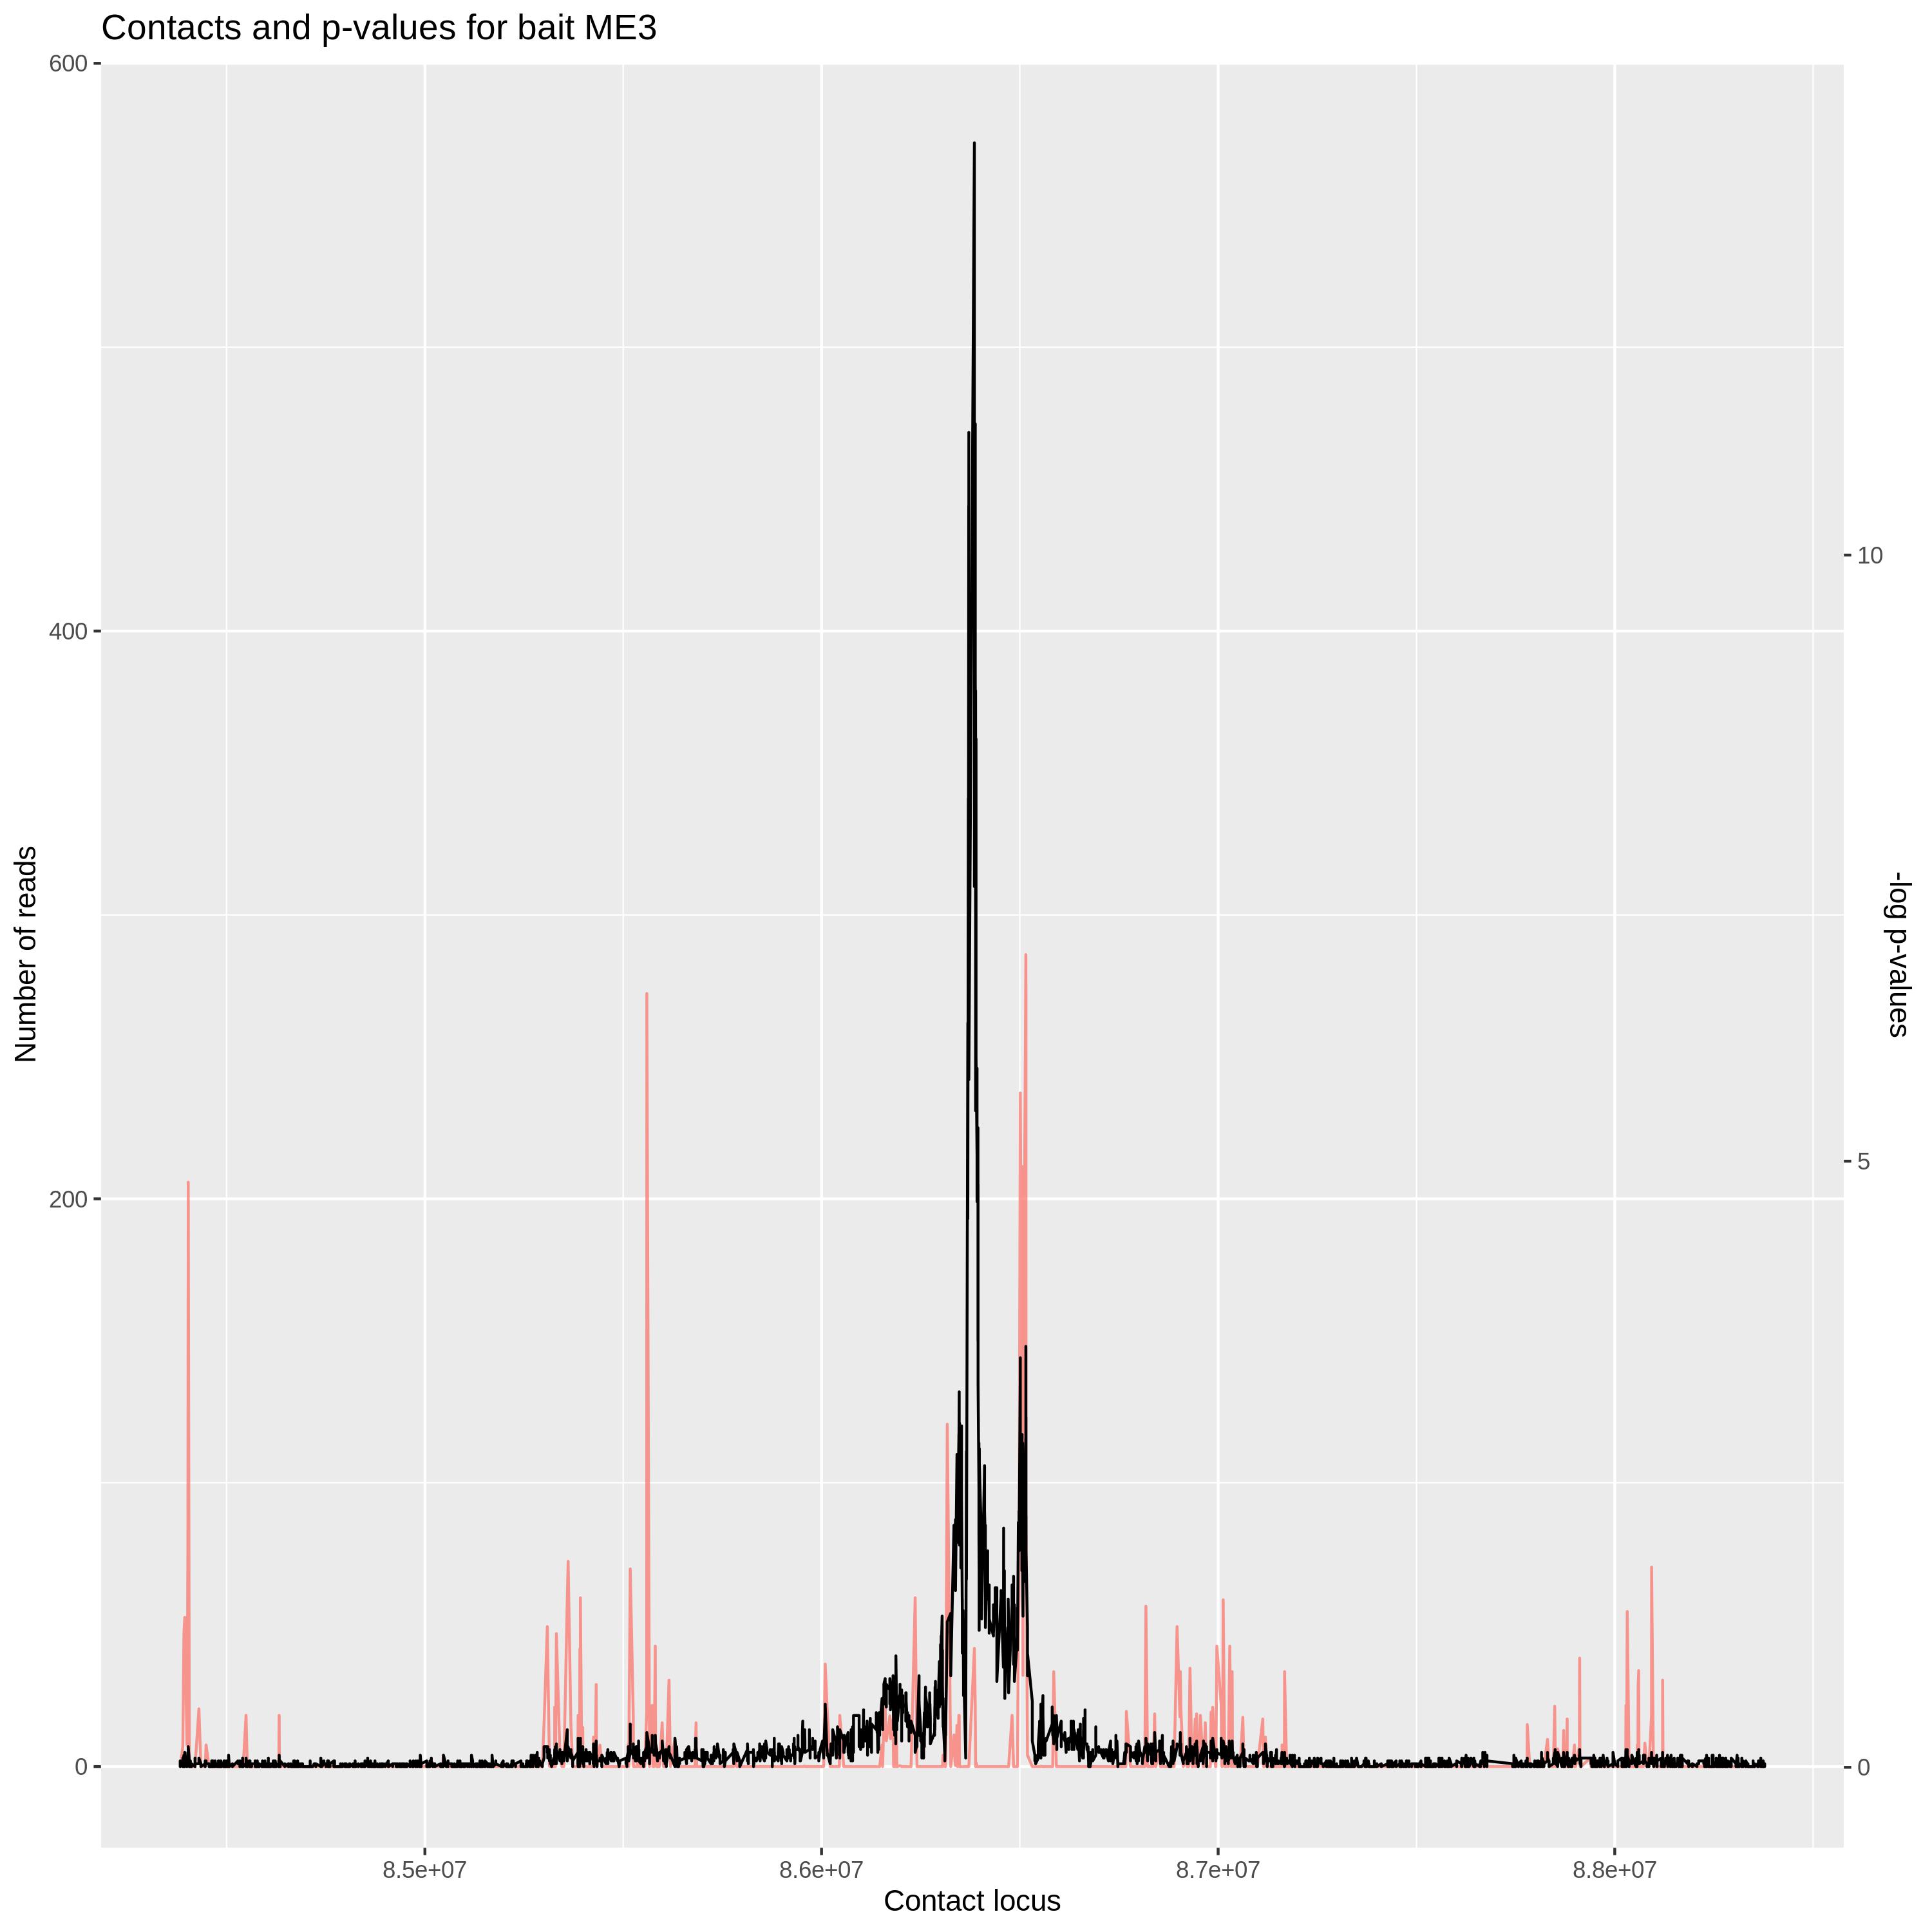 Contacts and p-values for bait ME3
600
400
200
0
Number of reads
10
5
0
-log p-values
8.5e+07
8.6e+07
8.7e+07
8.8e+07
Contact locus